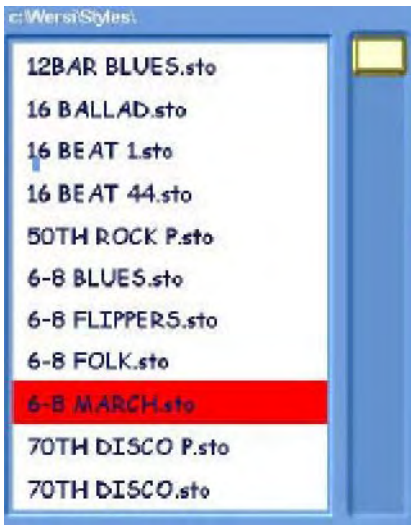 c:\Wersi\Styles\
12BAR BLUES.sto
16 BALLAD.sto
16 BEAT 1.sto
16 BEAT 44.sto
50TH ROCK P.sto
6-8 BLUES.sto
6-8 FLIPPERS.sto
6-8 FOLK.sto
6-8 MARCH.sto
70TH DISCO P.sto
70TH DISCO.sto